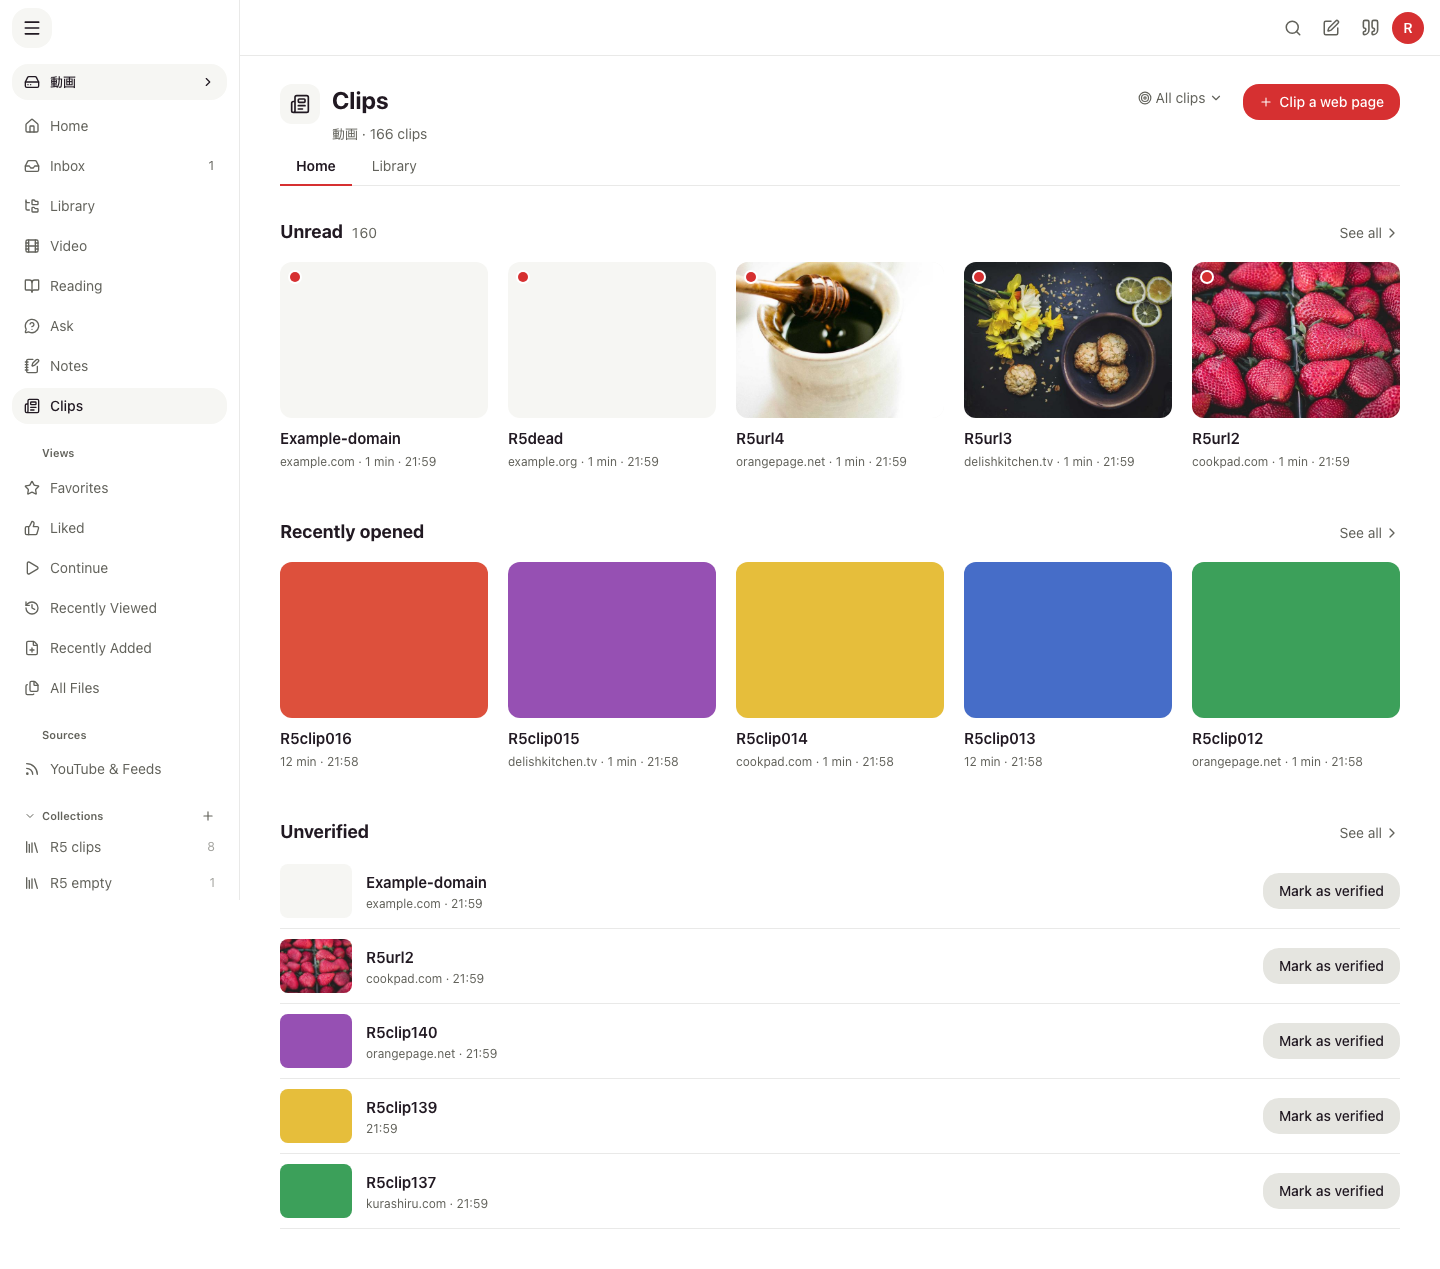 動画
Home
Inbox 1
Library
Video
Reading
Ask
Notes
Clips
Views
Favorites
Liked
Continue
Recently Viewed
Recently Added
All Files
Sources
YouTube & Feeds
Collections
R5 clips 8
R5 empty 1
R
Clips
動画 · 166 clips
All clips
Clip a web page
Home Library
Unread 160 See all
Example-domain
example.com · 1 min · 21:59
R5dead
example.org · 1 min · 21:59
R5url4
orangepage.net · 1 min · 21:59
R5url3
delishkitchen.tv · 1 min · 21:59
R5url2
cookpad.com · 1 min · 21:59
Recently opened See all
R5clip016
12 min · 21:58
R5clip015
delishkitchen.tv · 1 min · 21:58
R5clip014
cookpad.com · 1 min · 21:58
R5clip013
12 min · 21:58
R5clip012
orangepage.net · 1 min · 21:58
Unverified See all
Example-domain
example.com · 21:59
Mark as verified
R5url2
cookpad.com · 21:59
Mark as verified
R5clip140
orangepage.net · 21:59
Mark as verified
R5clip139
21:59
Mark as verified
R5clip137
kurashiru.com · 21:59
Mark as verified